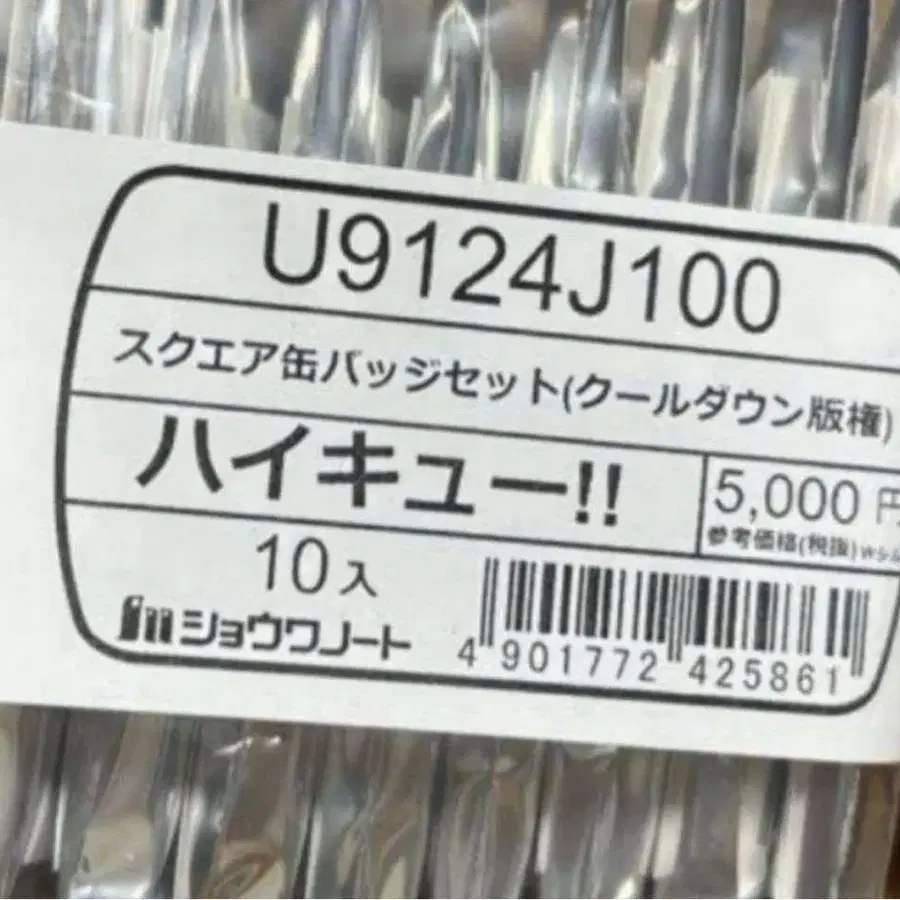 U9124J100
スクエア缶バッジセット(クールダウン版権)
ハイキュー!!
5,000 円
参考価格(税抜)
10入
ショウワノート
4 901772 425861